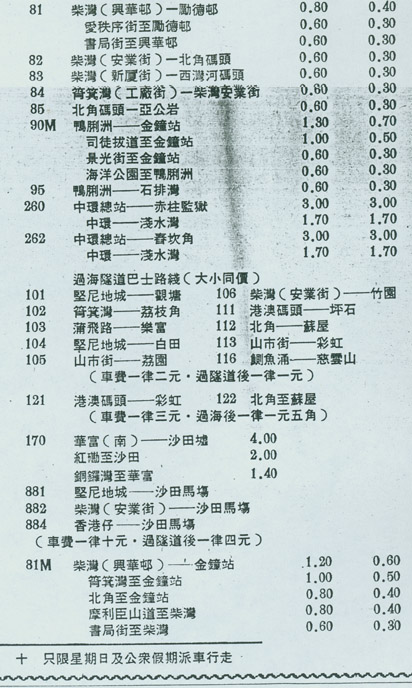 81 柴灣(興華邨)—勵德邨 0.80 0.40
愛秩序街至勵德邨 0.60 0.30
書局街至興華邨 0.60 0.30
82 柴灣(安業街)—北角碼頭 0.60 0.30
83 柴灣(新厦街)—西灣河碼頭 0.60 0.30
84 筲箕灣(工廠街)—柴灣安業街 0.60 0.30
85 北角碼頭—亞公岩 0.60 0.30
90M 鴨脷洲——金鐘站 1.30 0.70
司徒拔道至金鐘站 1.00 0.50
景光街至金鐘站 0.60 0.30
海洋公園至鴨脷洲 0.60 0.30
95 鴨脷洲——石排灣 0.60 0.30
260 中環總站—赤柱監獄 3.00 3.00
中環—淺水灣 1.70 1.70
262 中環總站—舂坎角 3.00 3.00
中環—淺水灣 1.70 1.70
過海隧道巴士路綫(大小同價)
101 堅尼地城—觀塘 106 柴灣(安業街)—竹園
102 筲箕灣—荔枝角 111 港澳碼頭—坪石
103 蒲飛路—樂富 112 北角—蘇屋
104 堅尼地城—白田 113 山市街—彩虹
105 山市街—荔園 116 鰂魚涌—慈雲山
(車費一律二元·過隧道後一律一元)
121 港澳碼頭—彩虹 122 北角至蘇屋
(車費一律三元·過海後一律一元五角)
170 華富(南)—沙田墟 4.00
紅磡至沙田 2.00
銅鑼灣至華富 1.40
881 堅尼地城—沙田馬塲
882 柴灣(安業街)—沙田馬塲
884 香港仔—沙田馬塲
(車費一律十元·過隧道後一律四元)
81M 柴灣(興華邨)—金鐘站 1.20 0.60
筲箕灣至金鐘站 1.00 0.50
北角至金鐘站 0.80 0.40
摩利臣山道至柴灣 0.80 0.40
書局街至柴灣 0.60 0.30
十 只限星期日及公眾假期派車行走